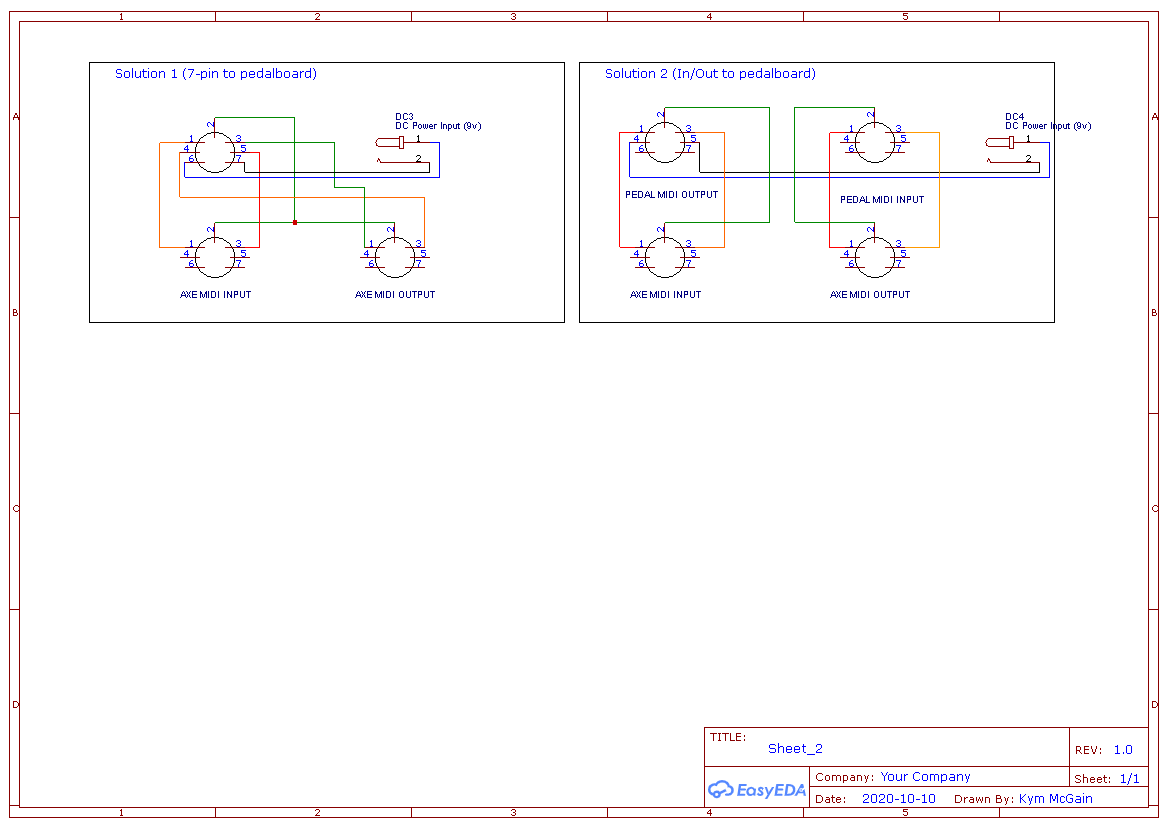 1 2 3 4 5
Solution 1 (7-pin to pedalboard)
Solution 2 (In/Out to pedalboard)
A
A
DC3
DC Power Input (9v)
1
2
1
2
3
4
5
6
7
DC4
DC Power Input (9v)
1
2
1
2
3
4
5
6
7
1
2
3
4
5
6
7
PEDAL MIDI OUTPUT
PEDAL MIDI INPUT
1
2
3
4
5
6
7
1
2
3
4
5
6
7
1
2
3
4
5
6
7
1
2
3
4
5
6
7
AXE MIDI INPUT
AXE MIDI OUTPUT
AXE MIDI INPUT
AXE MIDI OUTPUT
B
B
C
C
D
D
TITLE:
Sheet_2
REV: 1.0
EasyEDA
Company: Your Company
Sheet: 1/1
Date: 2020-10-10 Drawn By: Kym McGain
1 2 3 4 5